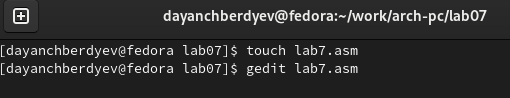 dayanchberdyev@fedora:~/work/arch-pc/lab07
[dayanchberdyev@fedora lab07]$ touch lab7.asm
[dayanchberdyev@fedora lab07]$ gedit lab7.asm